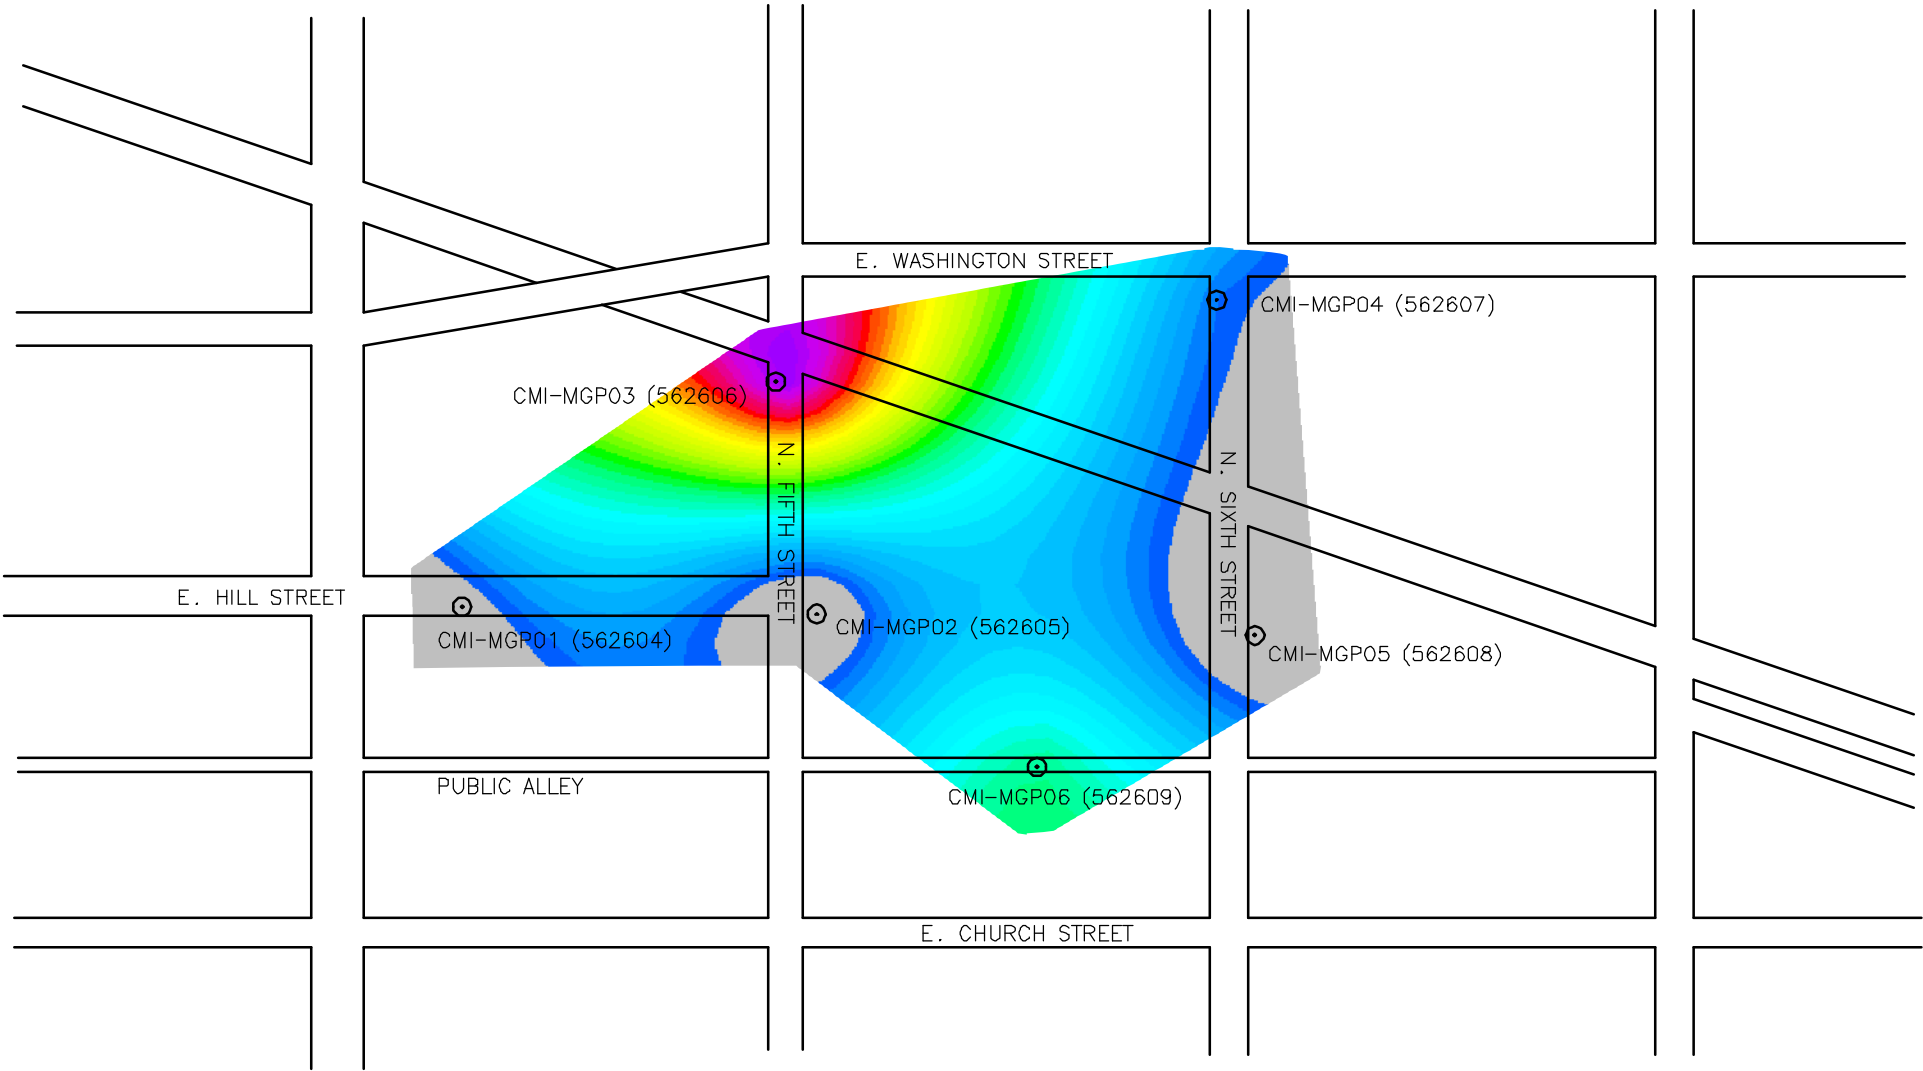 E. WASHINGTON STREET
CMI-MGP04 (562607)
CMI-MGP03 (562606)
N. FIFTH STREET
N. SIXTH STREET
E. HILL STREET
CMI-MGP01 (562604)
CMI-MGP02 (562605)
CMI-MGP05 (562608)
PUBLIC ALLEY
CMI-MGP06 (562609)
E. CHURCH STREET